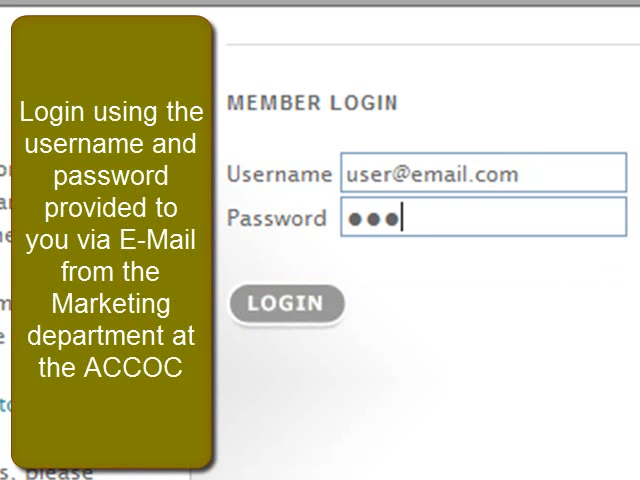 Login using the
username and
password
provided to
you via E-Mail
from the
Marketing
department at
the ACCOC
MEMBER LOGIN
Username user@email.com
Password ●●●
LOGIN
s, please